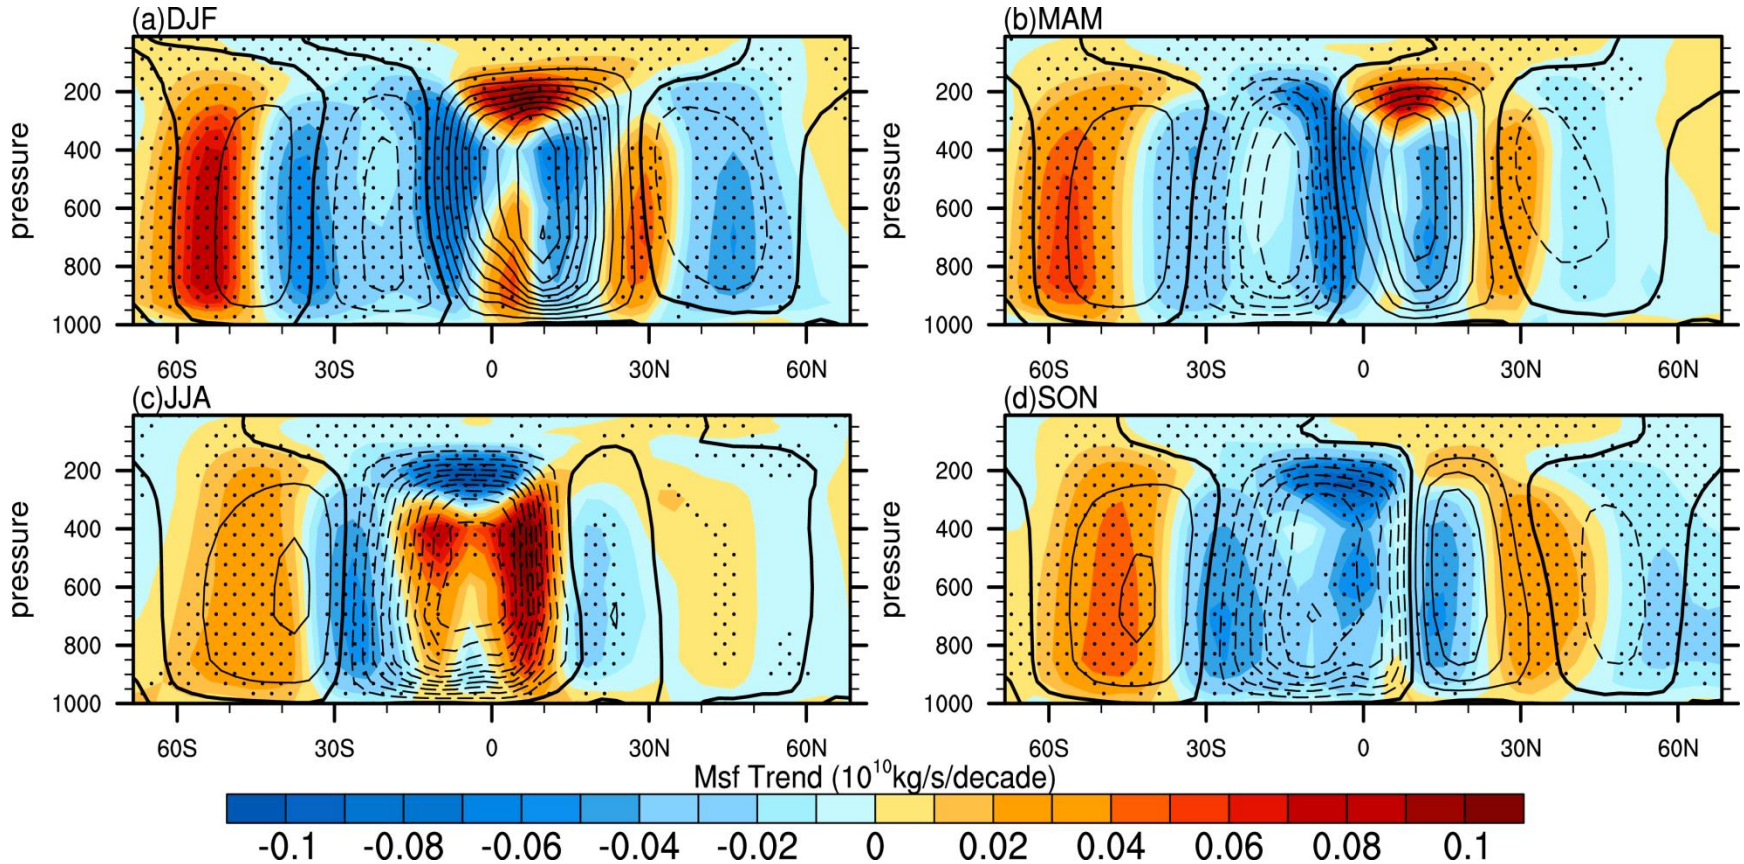 (a)DJF
(b)MAM
200
400
600
800
1000
pressure
60S 30S 0 30N 60N
200
400
600
800
1000
pressure
60S 30S 0 30N 60N
(c)JJA
(d)SON
200
400
600
800
1000
pressure
60S 30S 0 30N 60N
200
400
600
800
1000
pressure
60S 30S 0 30N 60N
Msf Trend (10¹⁰kg/s/decade)
-0.1 -0.08 -0.06 -0.04 -0.02 0 0.02 0.04 0.06 0.08 0.1